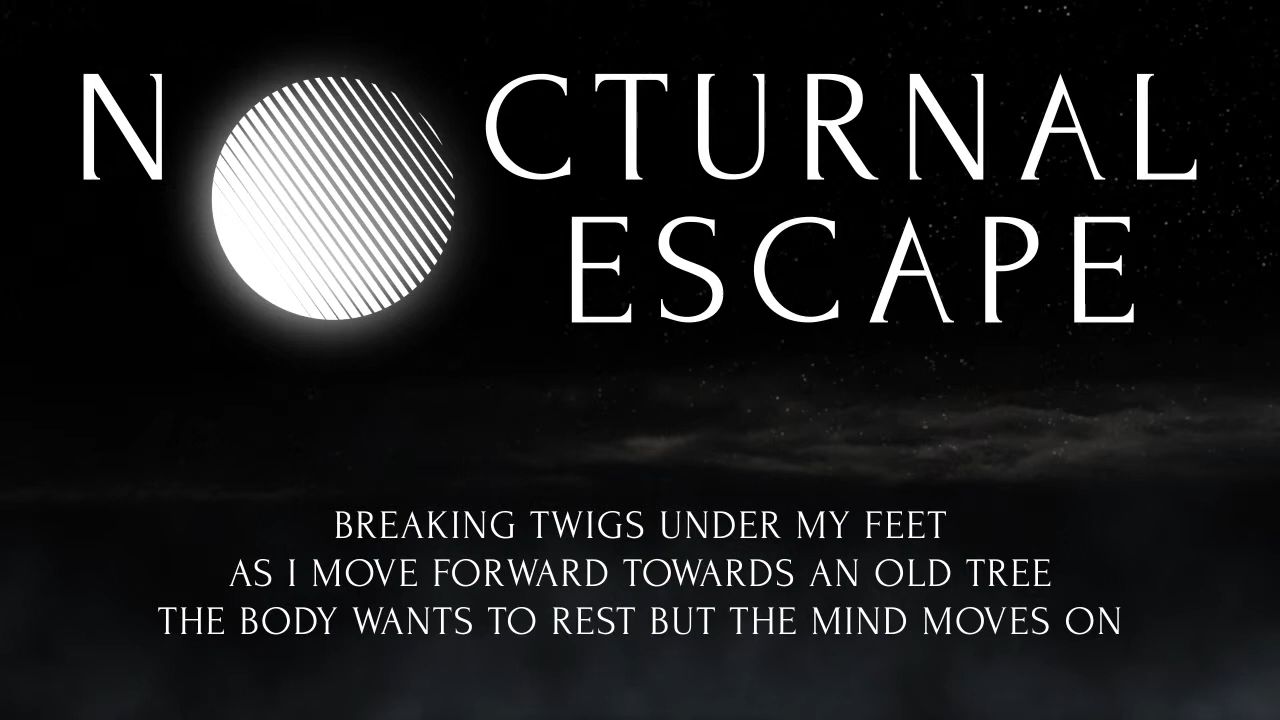 NOCTURNAL
ESCAPE
BREAKING TWIGS UNDER MY FEET
AS I MOVE FORWARD TOWARDS AN OLD TREE
THE BODY WANTS TO REST BUT THE MIND MOVES ON